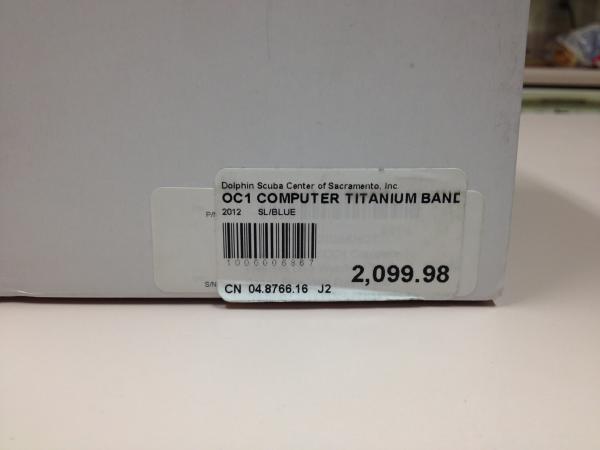 Dolphin Scuba Center of Sacramento, Inc
OC1 COMPUTER TITANIUM BAND
2012 SL/BLUE
1000006867
2,099.98
CN 04.8766.16 J2
P/N
S/N